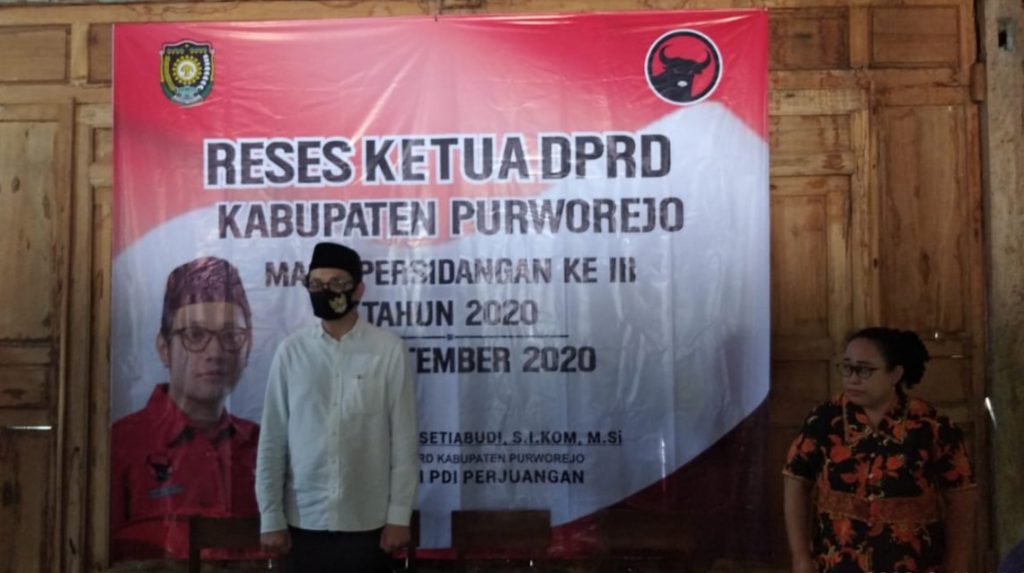 RESES KETUA DPRD
KABUPATEN PURWOREJO
PERSIDANGAN KE III
TAHUN 2020
TEMBER 2020
SETIABUDI, S.I.KOM, M.Si
RD KABUPATEN PURWOREJO
I PDI PERJUANGAN